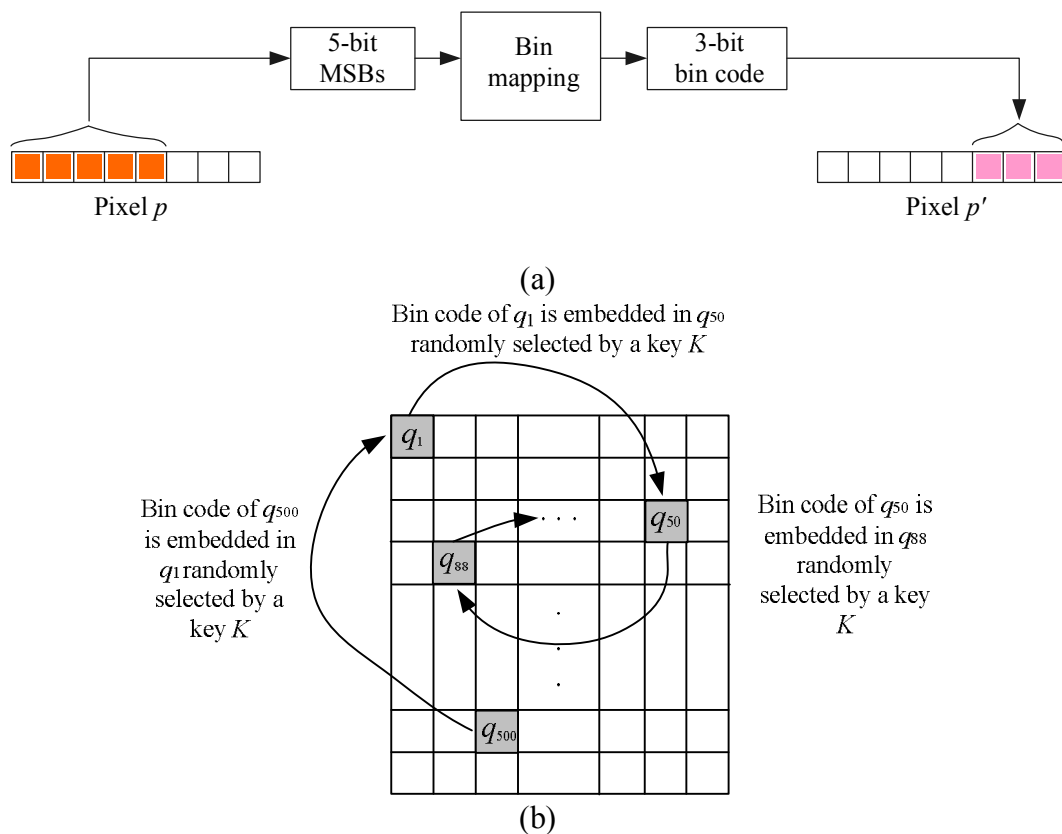 5-bit
MSBs
Bin
mapping
3-bit
bin code
Pixel p
Pixel p′
(a)
Bin code of q1 is embedded in q50
randomly selected by a key K
q1
Bin code of q500
is embedded in
q1 randomly
selected by a
key K
. . .
q50
q88
Bin code of q50 is
embedded in q88
randomly
selected by a key
K
.
.
.
q500
(b)